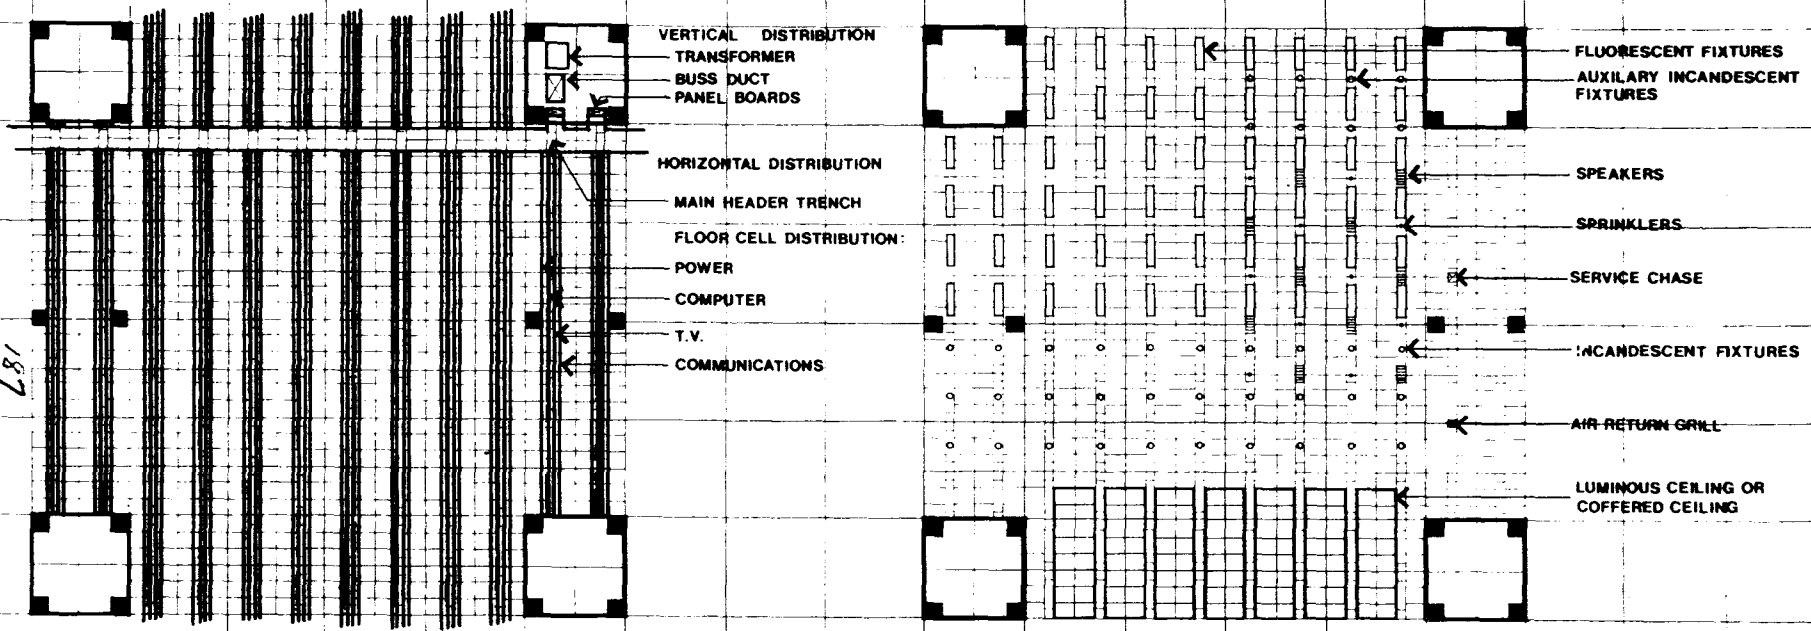 VERTICAL DISTRIBUTION
TRANSFORMER
BUSS DUCT
PANEL BOARDS
HORIZONTAL DISTRIBUTION
MAIN HEADER TRENCH
FLOOR CELL DISTRIBUTION:
POWER
COMPUTER
T.V.
COMMUNICATIONS
187
FLUORESCENT FIXTURES
AUXILARY INCANDESCENT
FIXTURES
SPEAKERS
SPRINKLERS
SERVICE CHASE
INCANDESCENT FIXTURES
AIR RETURN GRILL
LUMINOUS CEILING OR
COFFERED CEILING